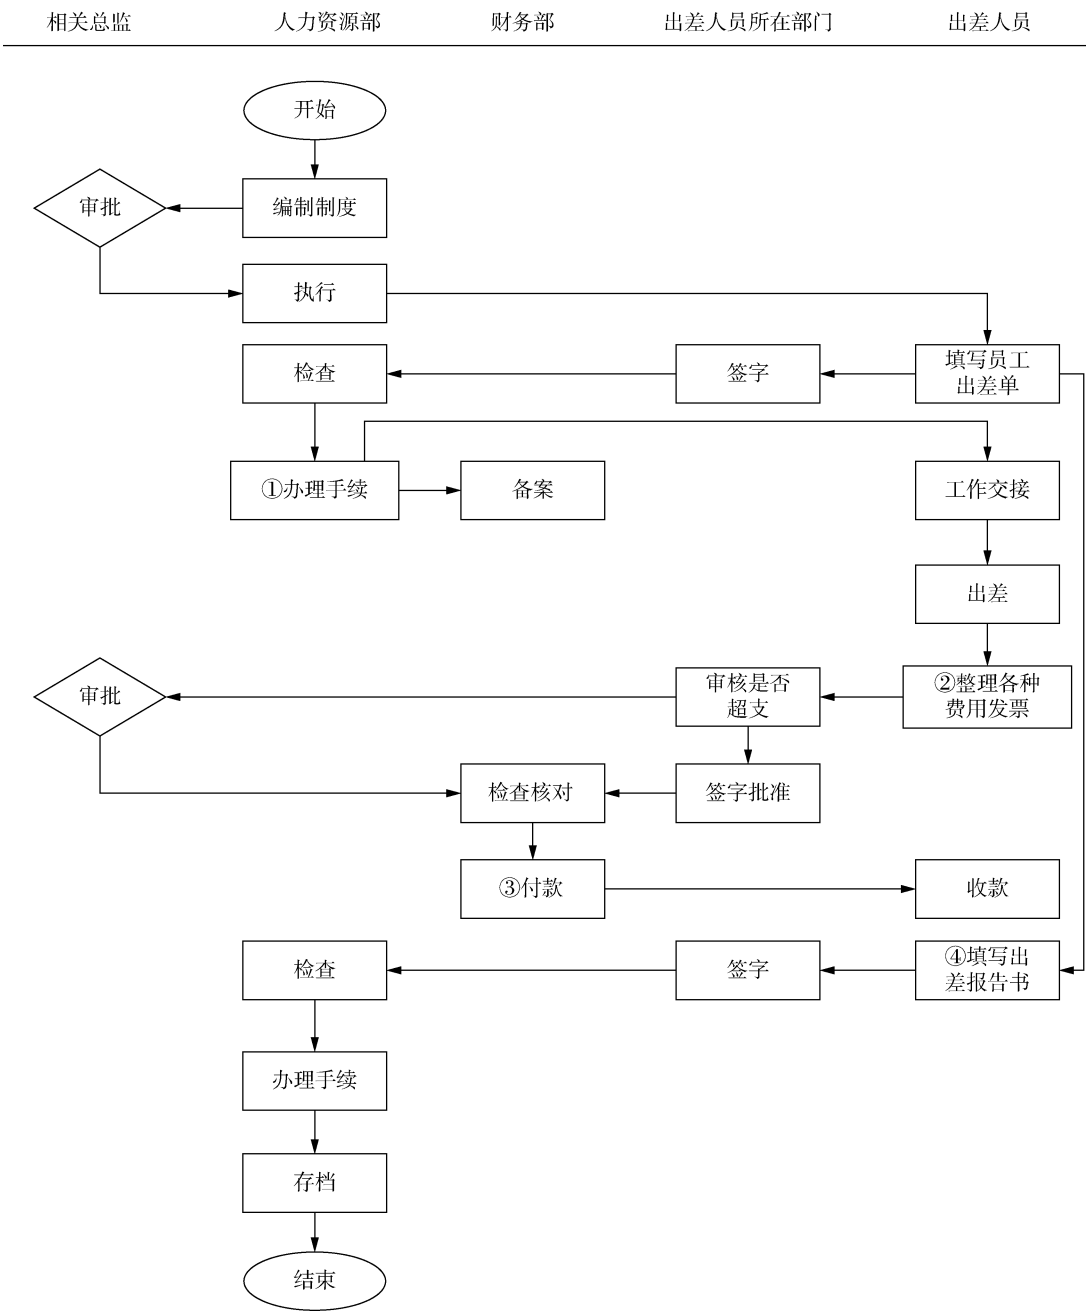 相关总监 人力资源部 财务部 出差人员所在部门 出差人员
开始
审批 编制制度
执行
检查 签字 填写员工
出差单
①办理手续 备案 工作交接
出差
审批 审核是否
超支 ②整理各种
费用发票
检查核对 签字批准
③付款 收款
检查 签字 ④填写出
差报告书
办理手续
存档
结束